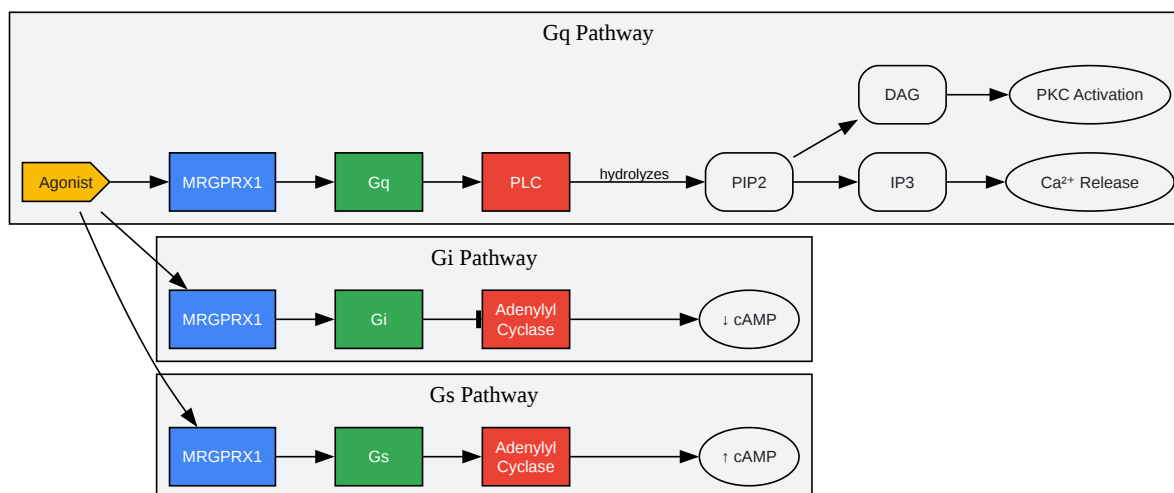 Gq Pathway
DAG
PKC Activation
Agonist
MRGPRX1
Gq
PLC
hydrolyzes
PIP2
IP3
Ca²⁺ Release
Gi Pathway
MRGPRX1
Gi
Adenylyl
Cyclase
↓ cAMP
Gs Pathway
MRGPRX1
Gs
Adenylyl
Cyclase
↑ cAMP